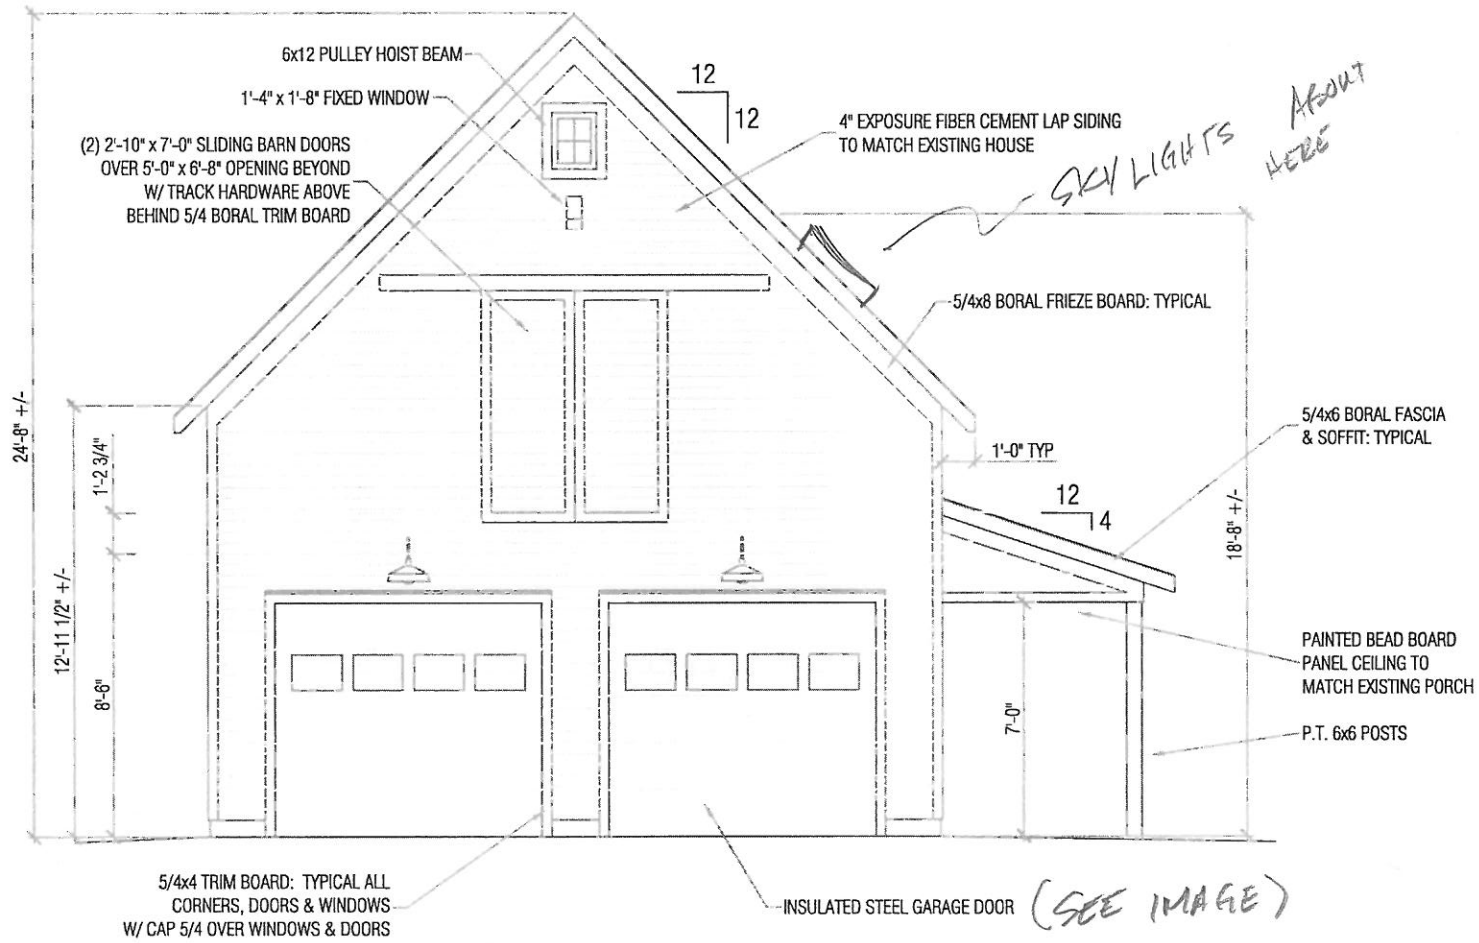 6x12 PULLEY HOIST BEAM
1'-4" x 1'-8" FIXED WINDOW
(2) 2'-10" x 7'-0" SLIDING BARN DOORS
OVER 5'-0" x 6'-8" OPENING BEYOND
W/ TRACK HARDWARE ABOVE
BEHIND 5/4 BORAL TRIM BOARD
12
12
4" EXPOSURE FIBER CEMENT LAP SIDING
TO MATCH EXISTING HOUSE
SKY LIGHTS ABOUT
HERE
5/4x8 BORAL FRIEZE BOARD: TYPICAL
5/4x6 BORAL FASCIA
& SOFFIT: TYPICAL
1'-0" TYP
12
4
24'-8" +/-
1'-2 3/4"
12'-11 1/2" +/-
8'-6"
18'-8" +/-
7'-0"
PAINTED BEAD BOARD
PANEL CEILING TO
MATCH EXISTING PORCH
P.T. 6x6 POSTS
5/4x4 TRIM BOARD: TYPICAL ALL
CORNERS, DOORS & WINDOWS
W/ CAP 5/4 OVER WINDOWS & DOORS
INSULATED STEEL GARAGE DOOR (SEE IMAGE)